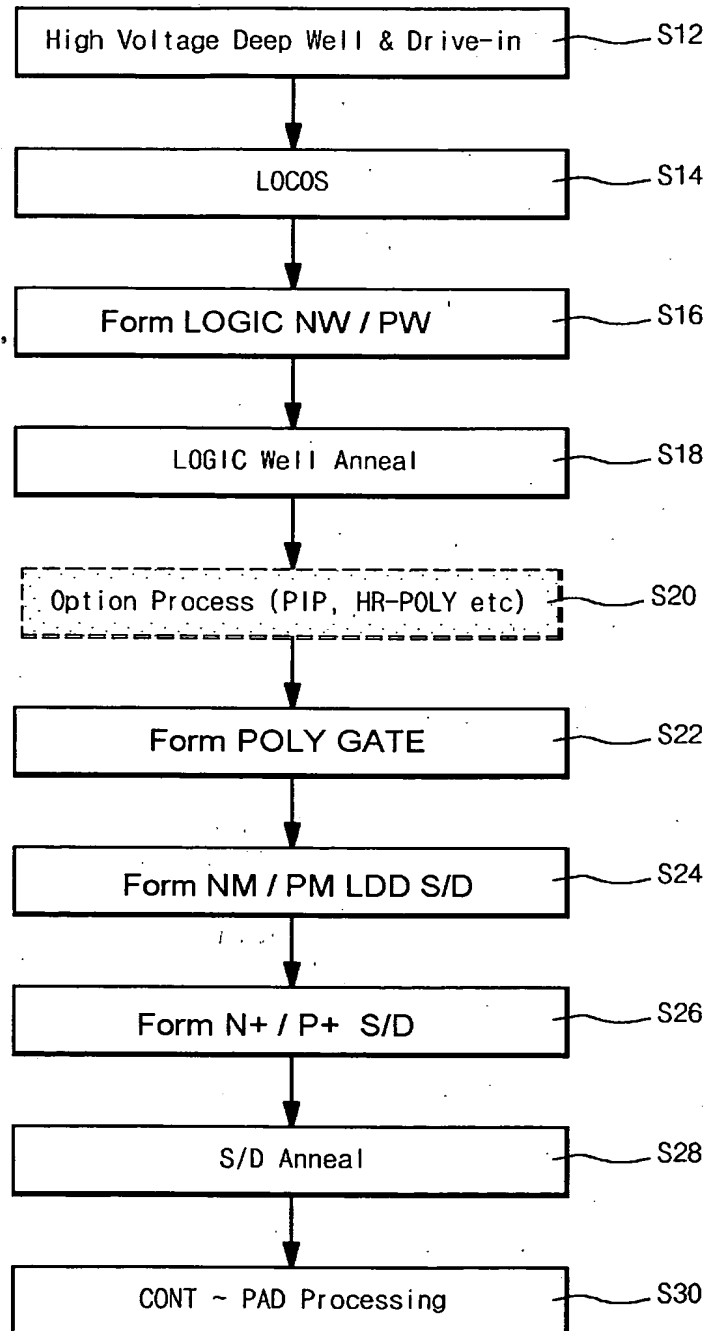 High Voltage Deep Well & Drive-in S12
LOCOS S14
Form LOGIC NW / PW S16
LOGIC Well Anneal S18
Option Process (PIP, HR-POLY etc) S20
Form POLY GATE S22
Form NM / PM LDD S/D S24
Form N+ / P+ S/D S26
S/D Anneal S28
CONT ~ PAD Processing S30